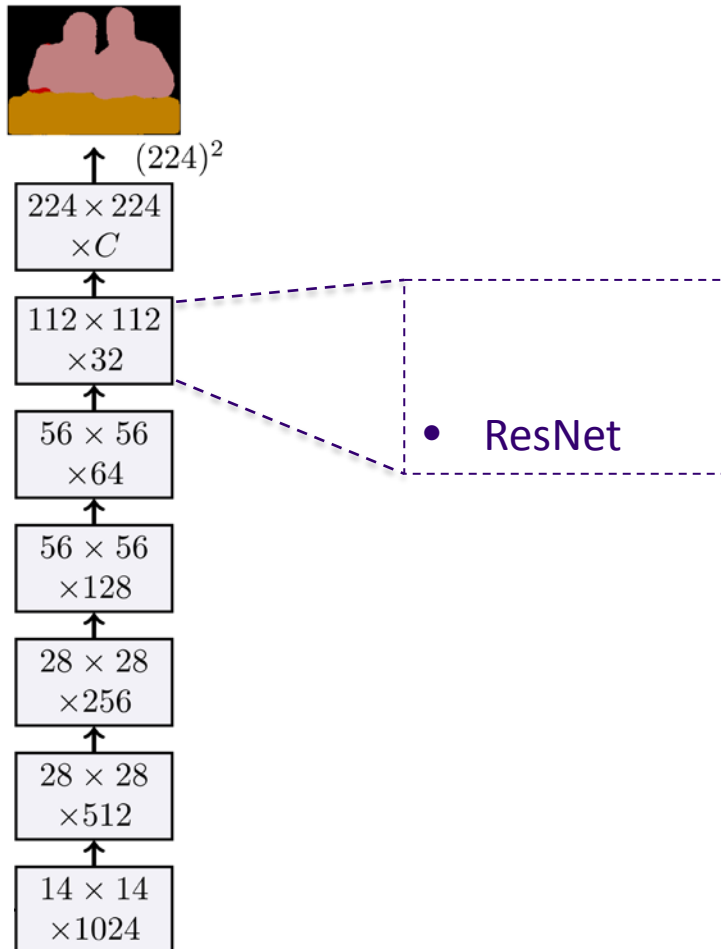 (224)²
224 × 224
×C
112 × 112
×32
• ResNet
56 × 56
×64
56 × 56
×128
28 × 28
×256
28 × 28
×512
14 × 14
×1024